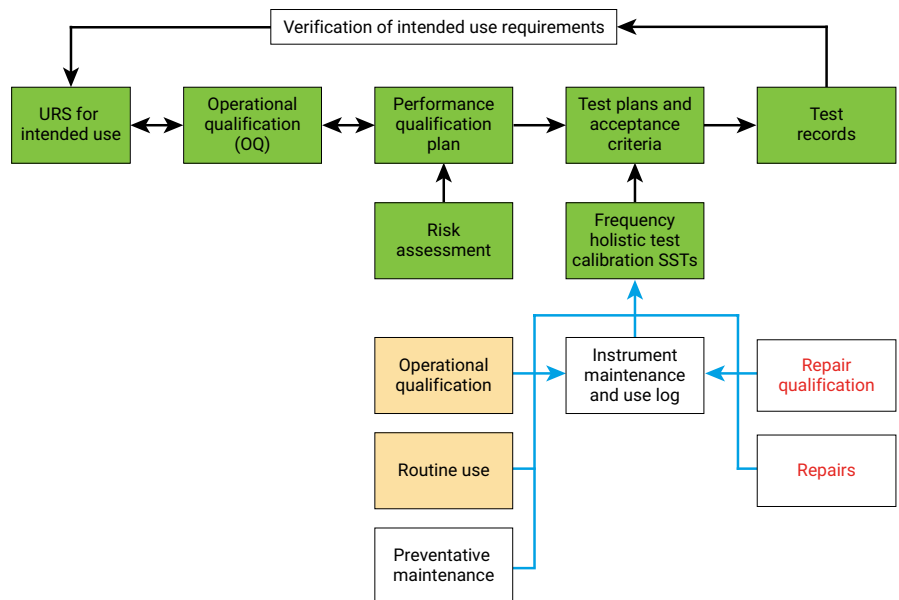 Verification of intended use requirements
URS for
intended use
Operational
qualification
(OQ)
Performance
qualification
plan
Test plans and
acceptance
criteria
Test
records
Risk
assessment
Frequency
holistic test
calibration SSTs
Operational
qualification
Instrument
maintenance
and use log
Repair
qualification
Routine use
Repairs
Preventative
maintenance